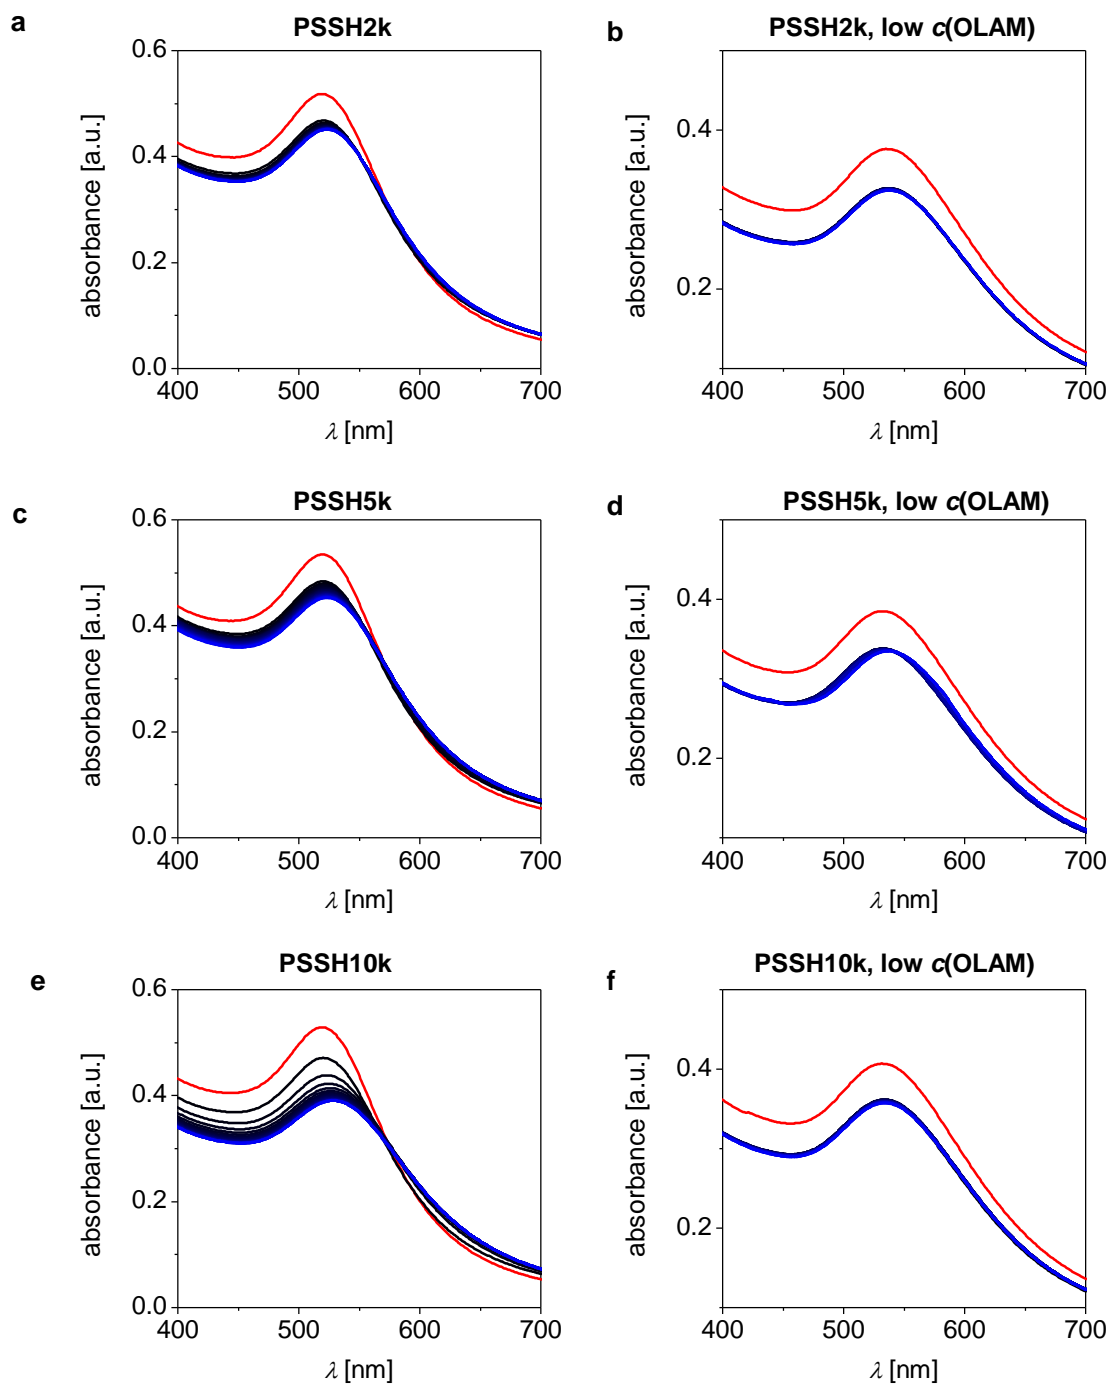 a
PSSH2k
0.6
0.4
0.2
0.0
absorbance [a.u.]
400 500 600 700
λ [nm]
b
PSSH2k, low c(OLAM)
0.4
0.2
absorbance [a.u.]
400 500 600 700
λ [nm]
c
PSSH5k
0.6
0.4
0.2
0.0
absorbance [a.u.]
400 500 600 700
λ [nm]
d
PSSH5k, low c(OLAM)
0.4
0.2
absorbance [a.u.]
400 500 600 700
λ [nm]
e
PSSH10k
0.6
0.4
0.2
0.0
absorbance [a.u.]
400 500 600 700
λ [nm]
f
PSSH10k, low c(OLAM)
0.4
0.2
absorbance [a.u.]
400 500 600 700
λ [nm]